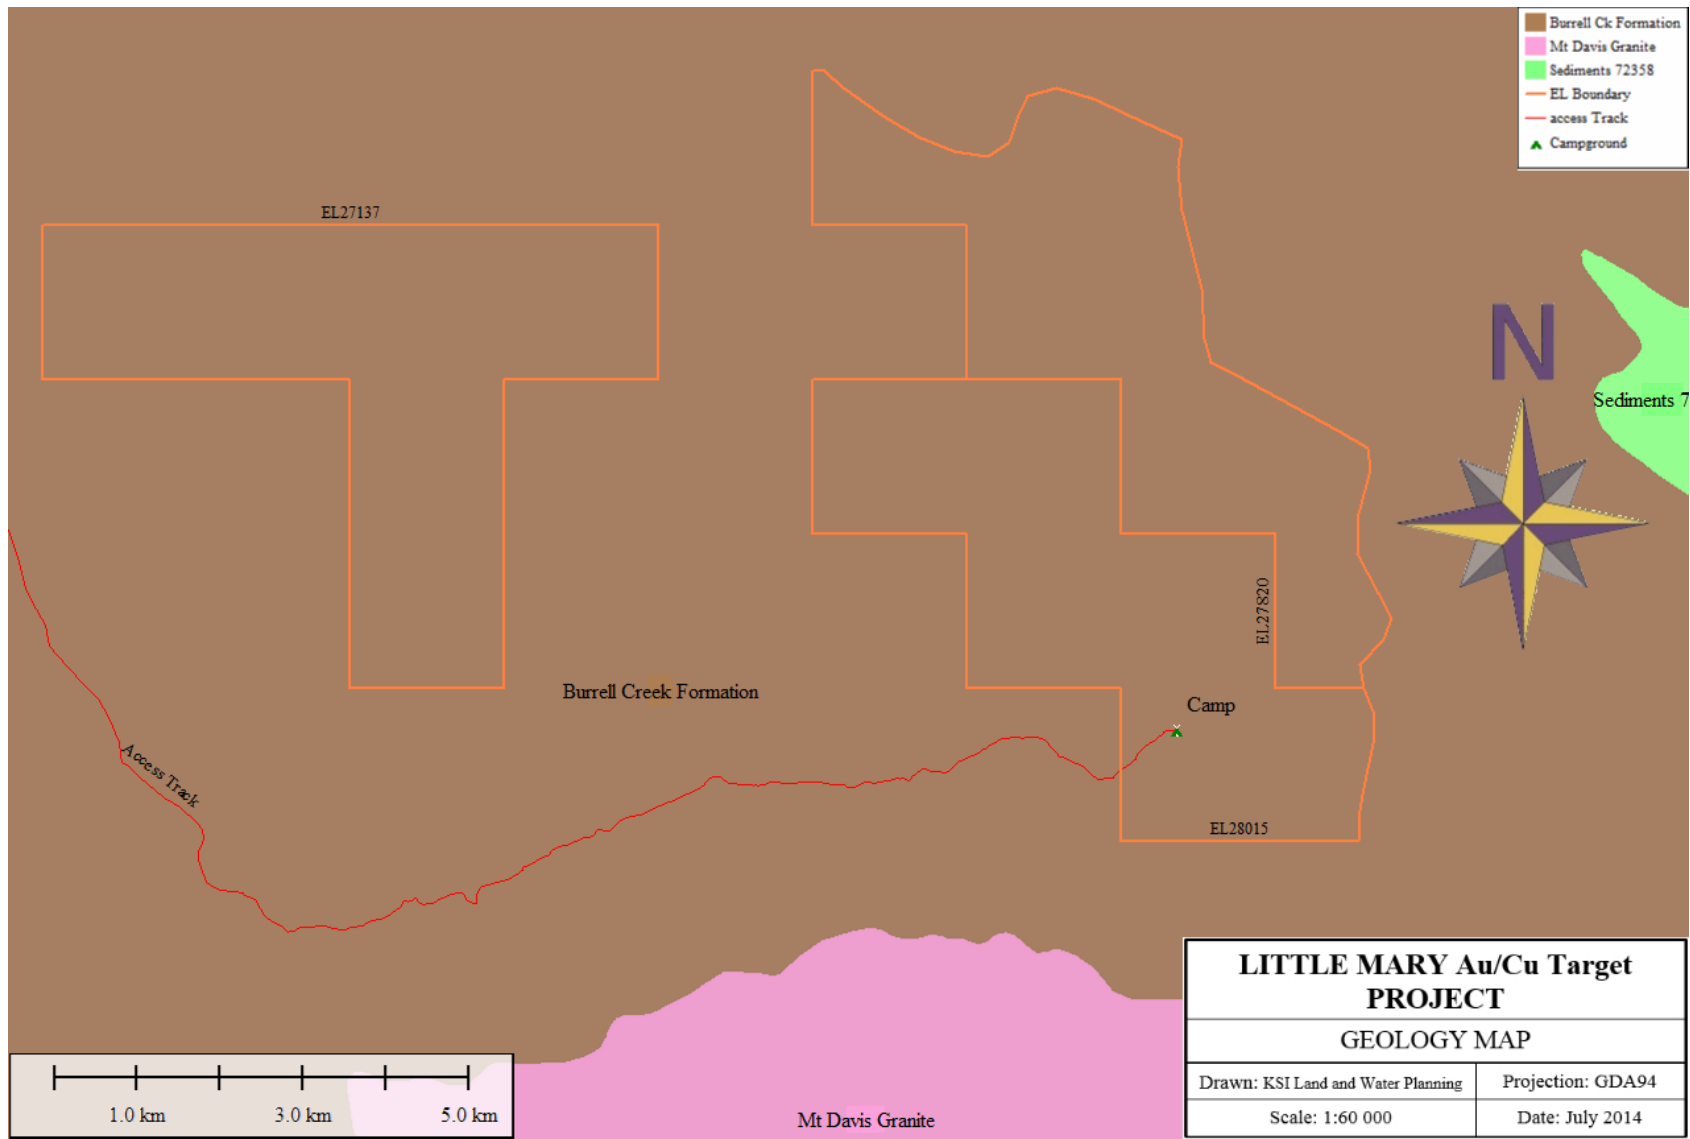 Burrell Ck Formation
Mt Davis Granite
Sediments 72358
EL Boundary
access Track
Campground
EL27137
N
Sediments 7
EL27820
Burrell Creek Formation
Camp
Access Track
EL28015
LITTLE MARY Au/Cu Target
PROJECT
GEOLOGY MAP
Drawn: KSI Land and Water Planning
Projection: GDA94
Scale: 1:60 000
Date: July 2014
1.0 km
3.0 km
5.0 km
Mt Davis Granite